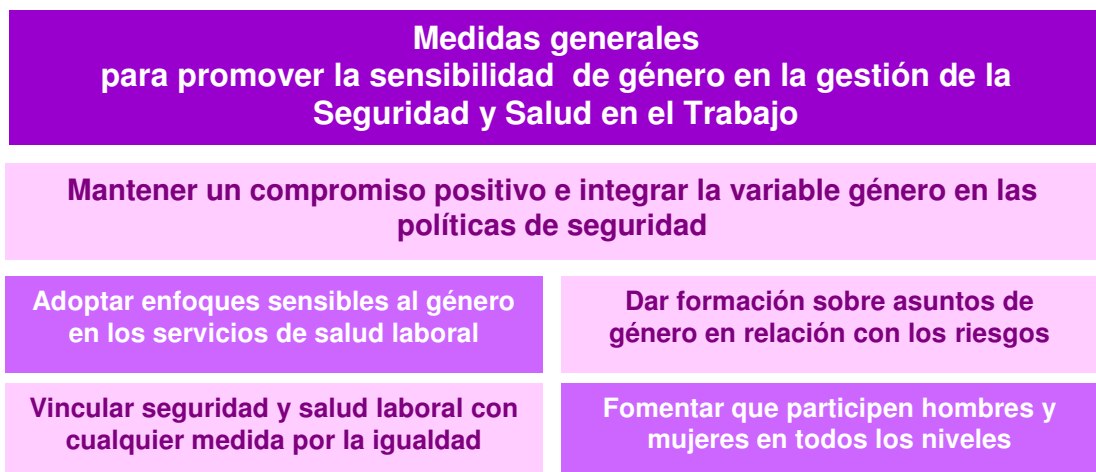 Medidas generales
para promover la sensibilidad de género en la gestión de la
Seguridad y Salud en el Trabajo
Mantener un compromiso positivo e integrar la variable género en las
políticas de seguridad
Adoptar enfoques sensibles al género
en los servicios de salud laboral
Dar formación sobre asuntos de
género en relación con los riesgos
Vincular seguridad y salud laboral con
cualquier medida por la igualdad
Fomentar que participen hombres y
mujeres en todos los niveles